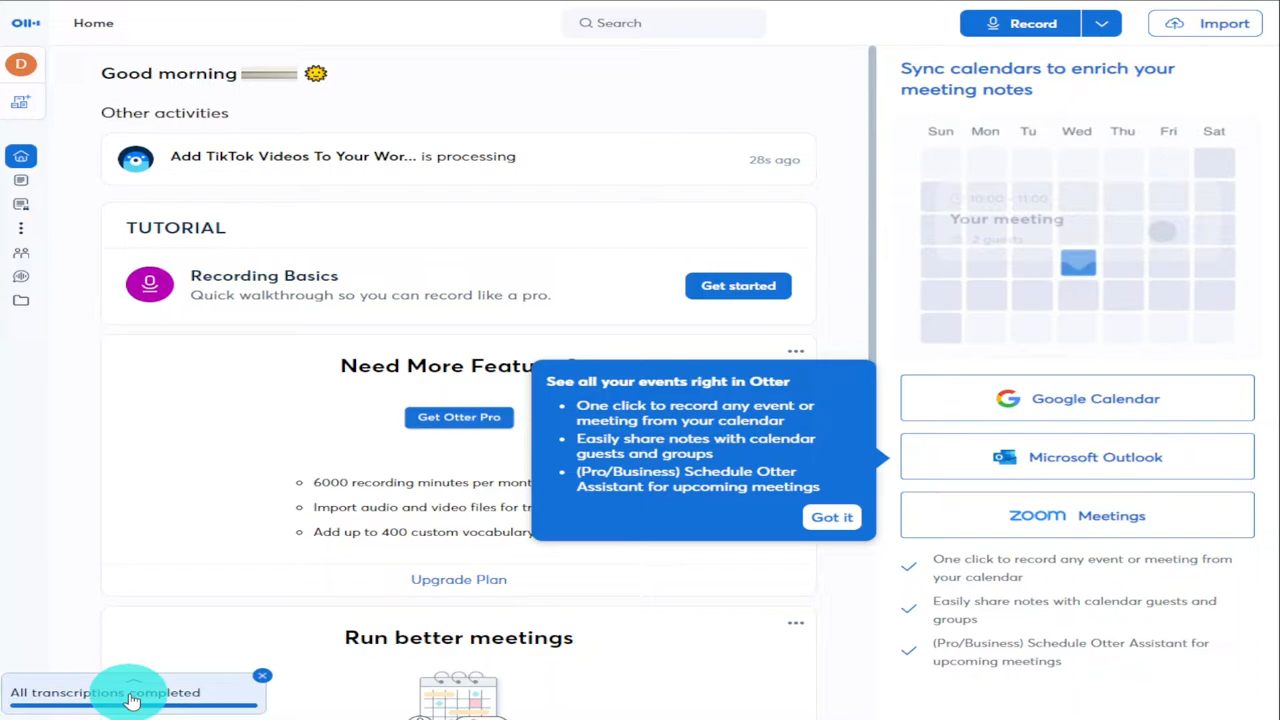 Home
Search
Record
Import
D
Good morning
Other activities
Add TikTok Videos To Your Wor... is processing
28s ago
TUTORIAL
Recording Basics
Quick walkthrough so you can record like a pro.
Get started
Need More Featu
Get Otter Pro
6000 recording minutes per mont
Import audio and video files for tr
Add up to 400 custom vocabulary
Upgrade Plan
Run better meetings
See all your events right in Otter
One click to record any event or
meeting from your calendar
Easily share notes with calendar
guests and groups
(Pro/Business) Schedule Otter
Assistant for upcoming meetings
Got it
Sync calendars to enrich your
meeting notes
Sun Mon Tu Wed Thu Fri Sat
10:00 - 11:00
Your meeting
2 guests
Google Calendar
Microsoft Outlook
zoom Meetings
One click to record any event or meeting from
your calendar
Easily share notes with calendar guests and
groups
(Pro/Business) Schedule Otter Assistant for
upcoming meetings
All transcriptions completed